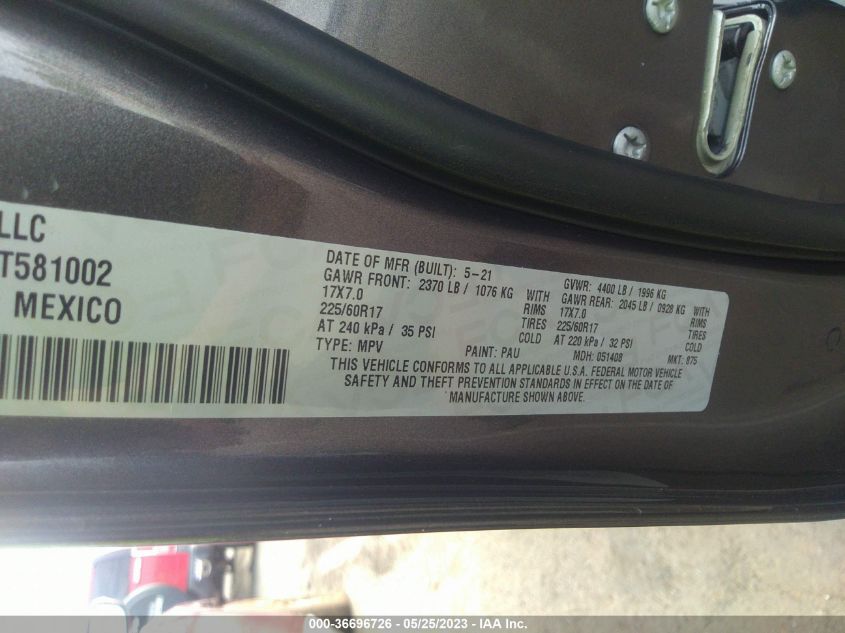 LLC
T581002
MEXICO
DATE OF MFR (BUILT): 5-21
GAWR FRONT: 2370 LB / 1076 KG WITH
17X7.0 RIMS
225/60R17 TIRES
AT 240 kPa / 35 PSI COLD
TYPE: MPV PAINT: PAU
GVWR: 4400 LB / 1996 KG
GAWR REAR: 2045 LB / 0928 KG WITH
17X7.0 RIMS
225/60R17 TIRES
AT 220 kPa / 32 PSI COLD
MDH: 051408 MKT: 875
THIS VEHICLE CONFORMS TO ALL APPLICABLE U.S.A. FEDERAL MOTOR VEHICLE
SAFETY AND THEFT PREVENTION STANDARDS IN EFFECT ON THE DATE OF
MANUFACTURE SHOWN ABOVE.
000-36696726 - 05/25/2023 - IAA Inc.